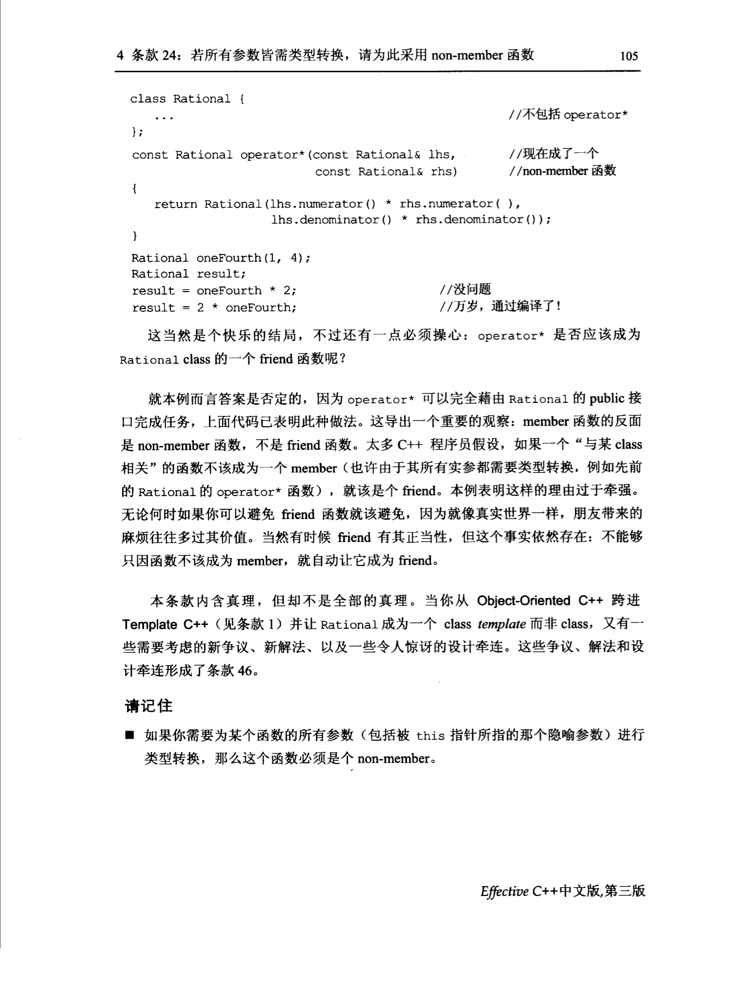 4 条款 24：若所有参数皆需类型转换，请为此采用 non-member 函数 105
class Rational {
... //不包括 operator*
};
const Rational operator*(const Rational& lhs, //现在成了一个
const Rational& rhs) //non-member 函数
{
return Rational(lhs.numerator() * rhs.numerator( ),
lhs.denominator() * rhs.denominator());
}
Rational oneFourth(1, 4);
Rational result;
result = oneFourth * 2; //没问题
result = 2 * oneFourth; //万岁，通过编译了！
这当然是个快乐的结局，不过还有一点必须操心：operator* 是否应该成为
Rational class 的一个 friend 函数呢？
就本例而言答案是否定的，因为 operator* 可以完全藉由 Rational 的 public 接
口完成任务，上面代码已表明此种做法。这导出一个重要的观察：member 函数的反面
是 non-member 函数，不是 friend 函数。太多 C++ 程序员假设，如果一个“与某 class
相关”的函数不该成为一个 member（也许由于其所有实参都需要类型转换，例如先前
的 Rational 的 operator* 函数），就该是个 friend。本例表明这样的理由过于牵强。
无论何时如果你可以避免 friend 函数就该避免，因为就像真实世界一样，朋友带来的
麻烦往往多过其价值。当然有时候 friend 有其正当性，但这个事实依然存在：不能够
只因函数不该成为 member，就自动让它成为 friend。
本条款内含真理，但却不是全部的真理。当你从 Object-Oriented C++ 跨进
Template C++（见条款 1）并让 Rational 成为一个 class template 而非 class，又有一
些需要考虑的新争议、新解法、以及一些令人惊讶的设计牵连。这些争议、解法和设
计牵连形成了条款 46。
请记住
■ 如果你需要为某个函数的所有参数（包括被 this 指针所指的那个隐喻参数）进行
类型转换，那么这个函数必须是个 non-member。
Effective C++中文版,第三版